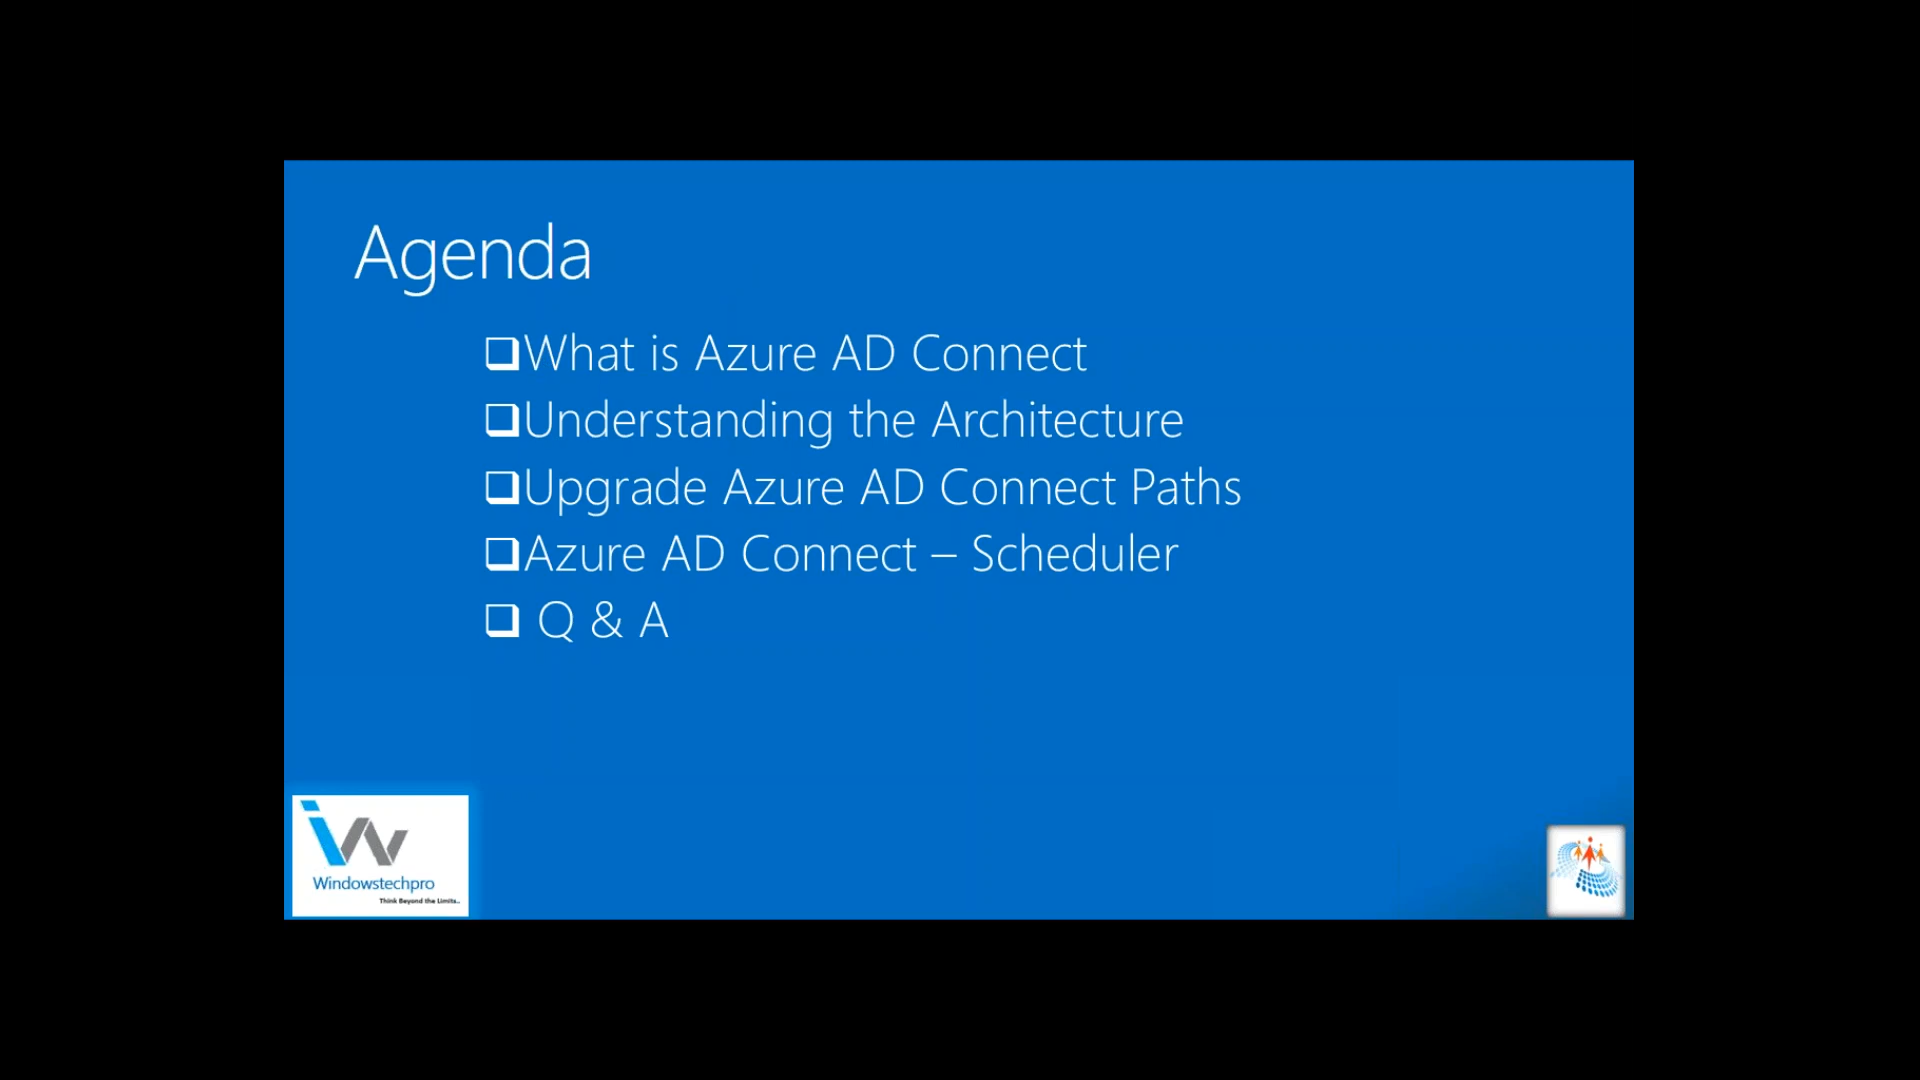 Agenda
❑What is Azure AD Connect
❑Understanding the Architecture
❑Upgrade Azure AD Connect Paths
❑Azure AD Connect – Scheduler
❑ Q & A
Windowstechpro
Think Beyond the Limits..